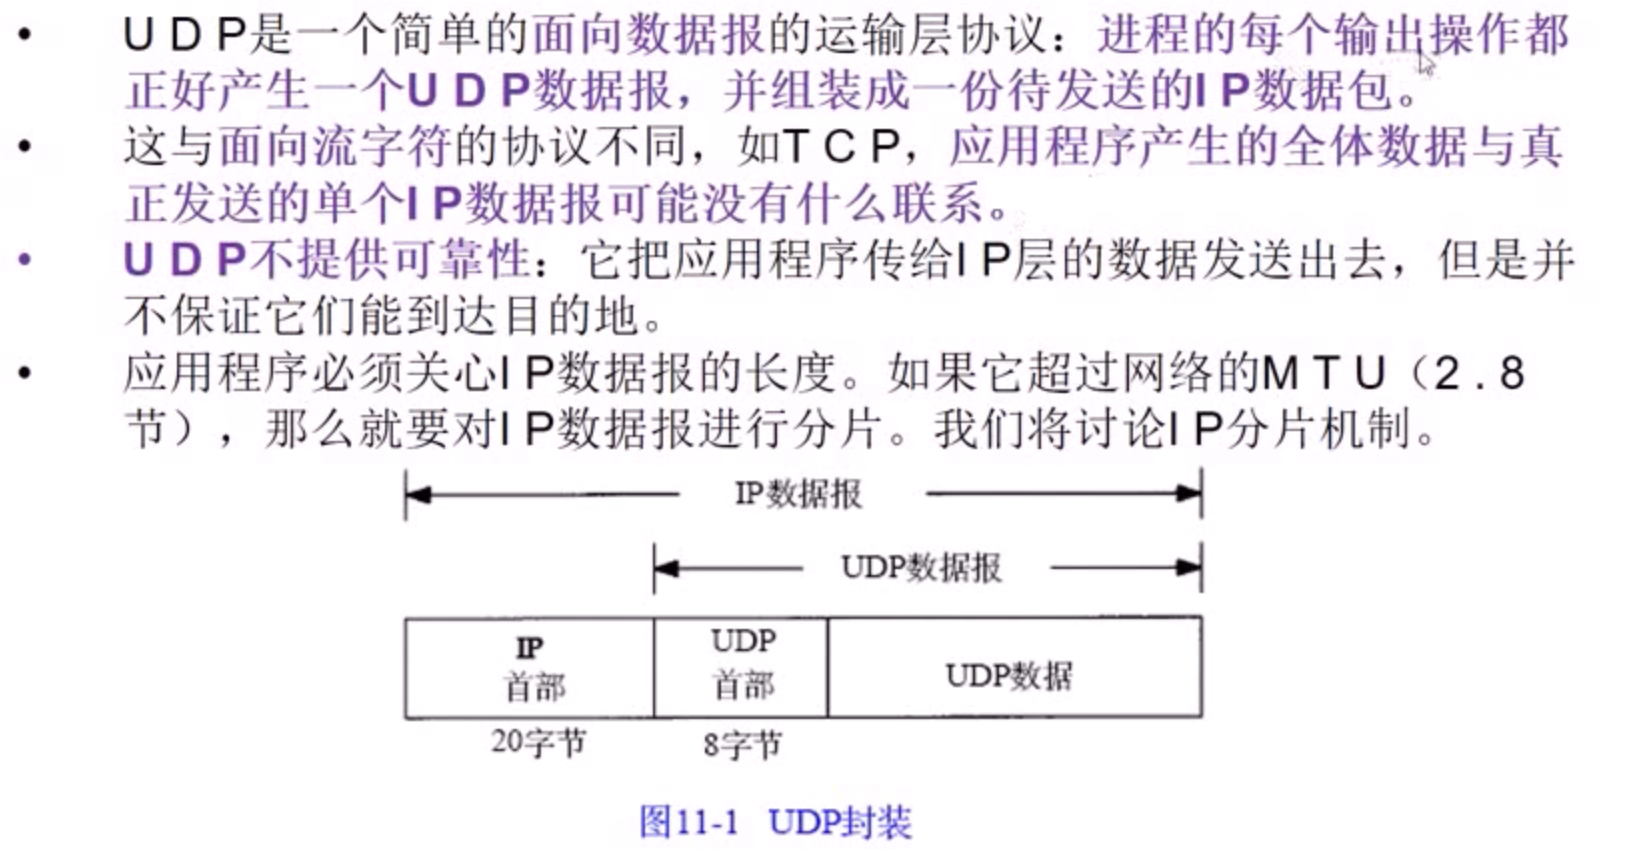 • UDP是一个简单的面向数据报的运输层协议：进程的每个输出操作都
正好产生一个UDP数据报，并组装成一份待发送的IP数据包。
• 这与面向流字符的协议不同，如TCP，应用程序产生的全体数据与真
正发送的单个IP数据报可能没有什么联系。
• UDP不提供可靠性：它把应用程序传给IP层的数据发送出去，但是并
不保证它们能到达目的地。
• 应用程序必须关心IP数据报的长度。如果它超过网络的MTU（2.8
节），那么就要对IP数据报进行分片。我们将讨论IP分片机制。
IP数据报
UDP数据报
IP
首部
UDP
首部
UDP数据
20字节
8字节
图11-1 UDP封装